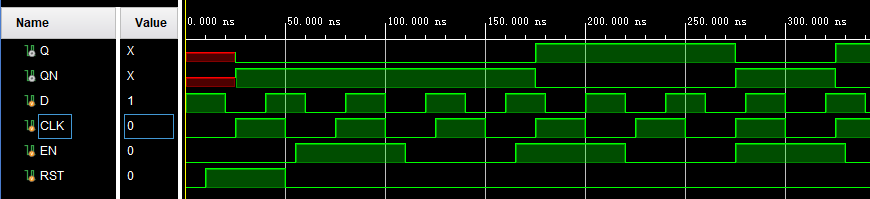 Name Value 0.000 ns 50.000 ns 100.000 ns 150.000 ns 200.000 ns 250.000 ns 300.000 ns
Q X
QN X
D 1
CLK 0
EN 0
RST 0